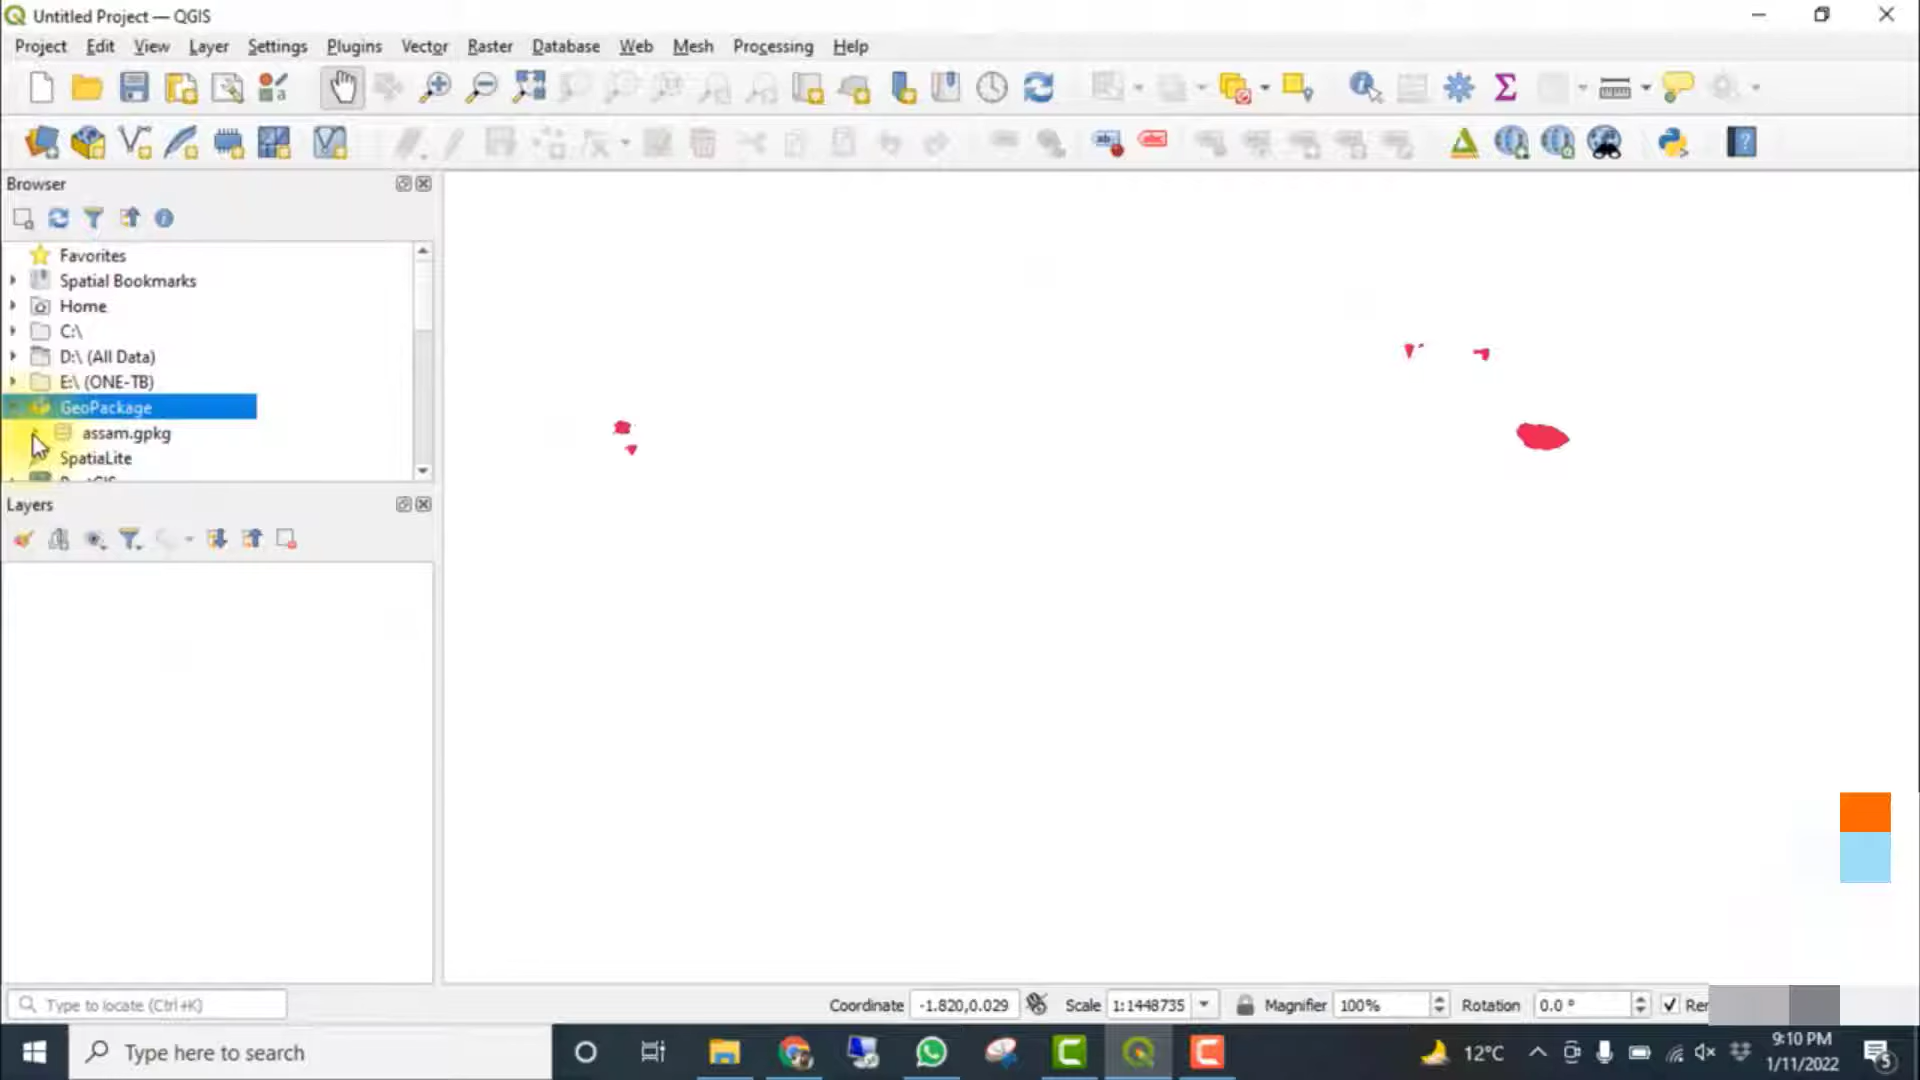 Untitled Project — QGIS
Project Edit View Layer Settings Plugins Vector Raster Database Web Mesh Processing Help
Browser
Favorites
Spatial Bookmarks
Home
C:\
D:\ (All Data)
E:\ (ONE-TB)
GeoPackage
assam.gpkg
SpatiaLite
Layers
Type to locate (Ctrl+K)
Coordinate -1.820,0.029 Scale 1:1448735 Magnifier 100% Rotation 0.0 ° Rer
Type here to search
12°C
9:10 PM
1/11/2022
5